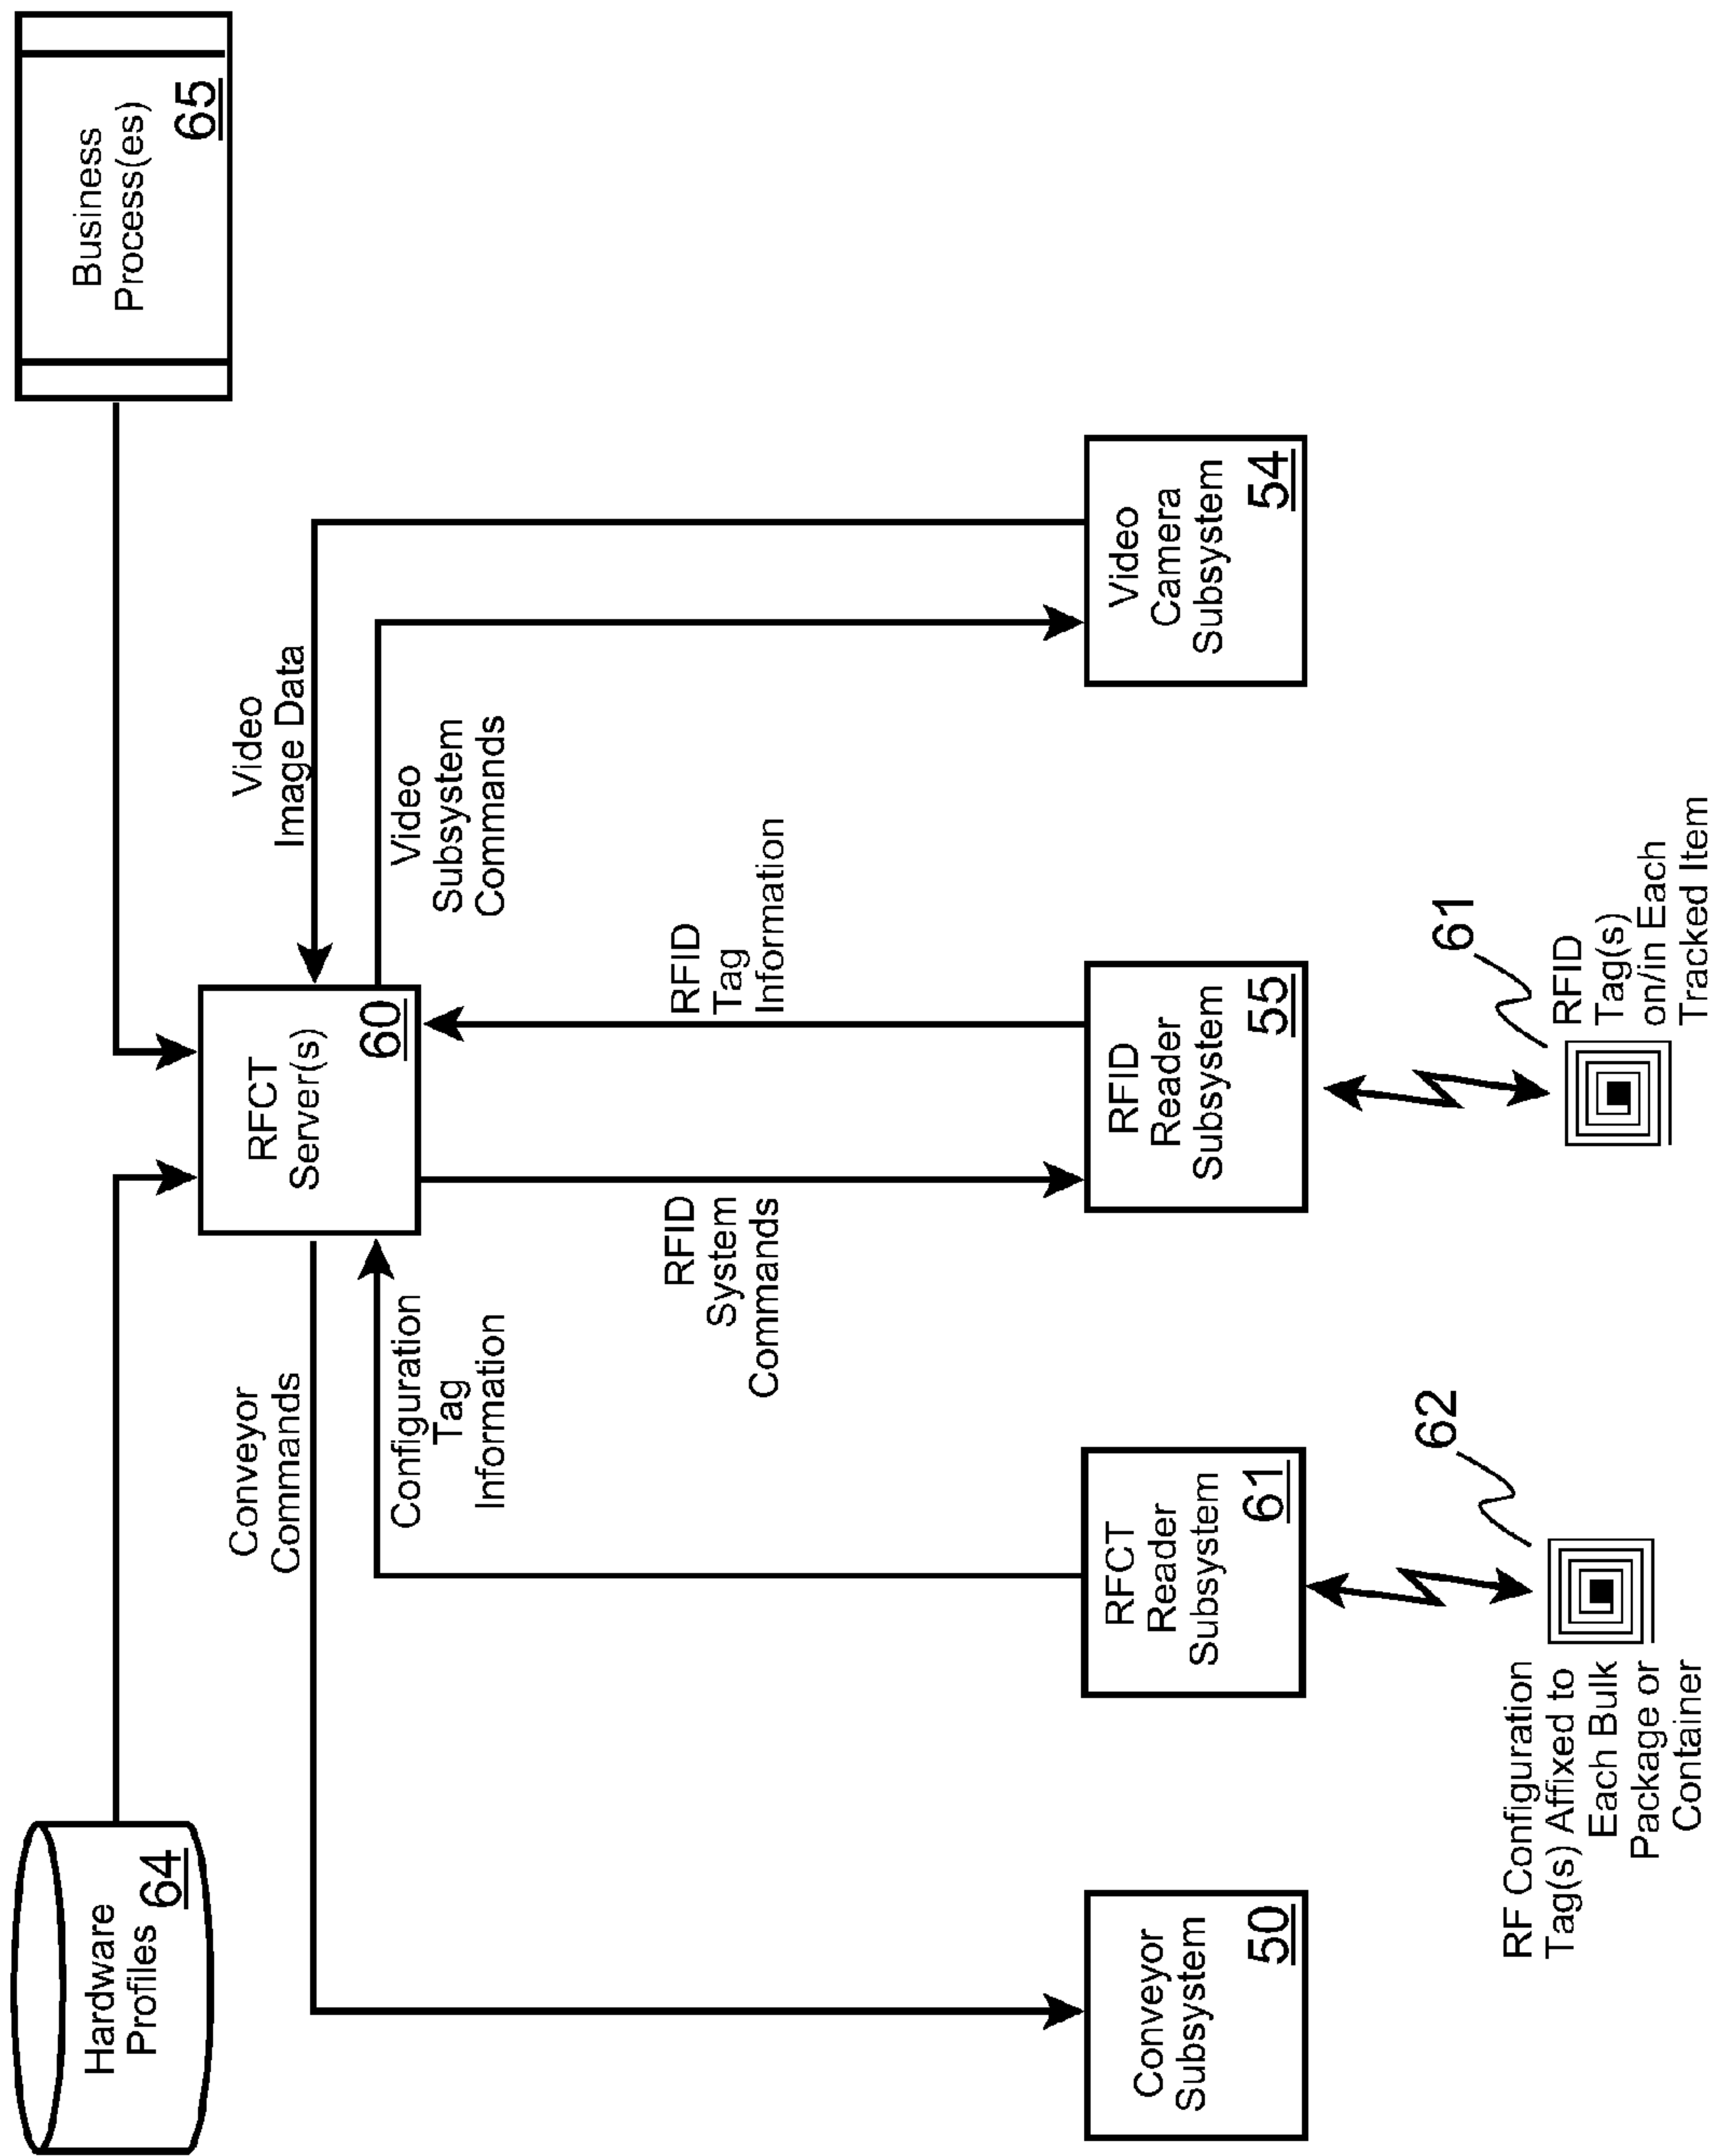 Hardware
Profiles
64
Business
Process(es)
65
RFCT
Server(s)
60
Conveyor
Commands
Configuration
Tag
Information
Video
Image Data
Video
Subsystem
Commands
RFID
System
Commands
RFID
Tag
Information
Conveyor
Subsystem
50
RFCT
Reader
Subsystem
61
RFID
Reader
Subsystem
55
Video
Camera
Subsystem
54
62
RF Configuration
Tag(s) Affixed to
Each Bulk
Package or
Container
61
RFID
Tag(s)
on/in Each
Tracked Item